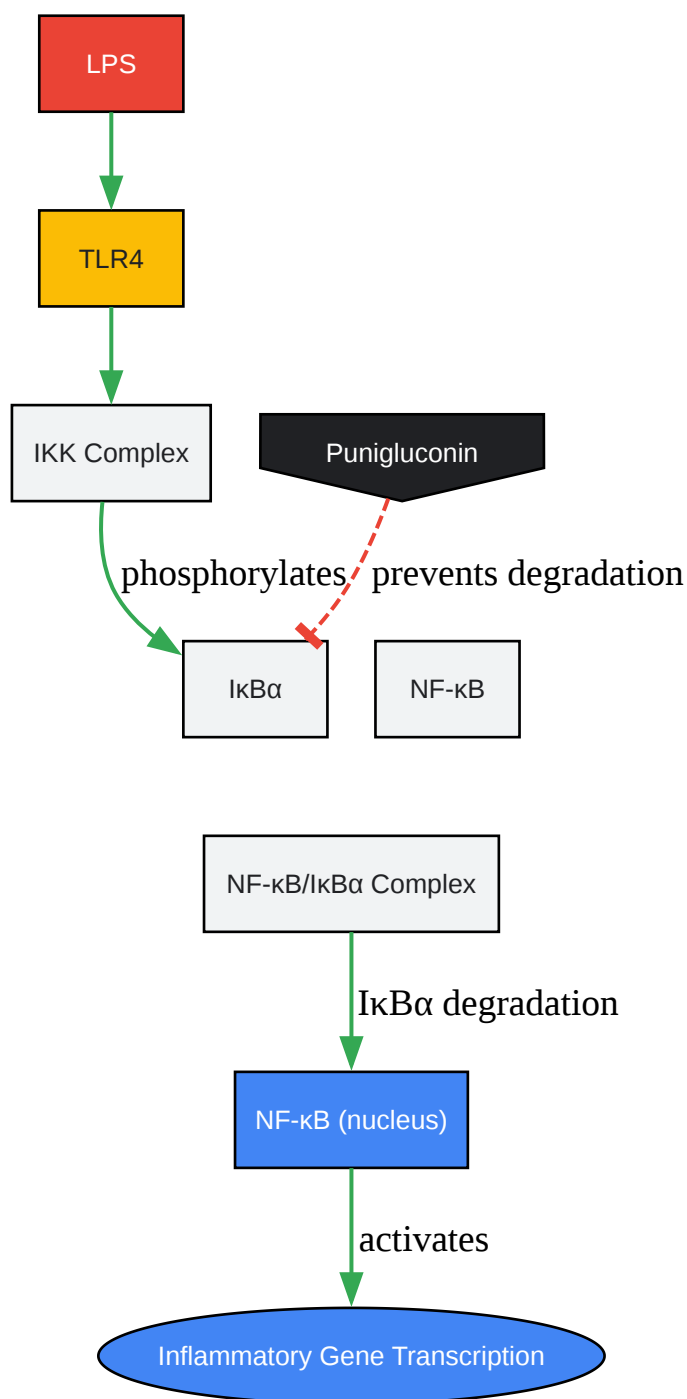 LPS
TLR4
IKK Complex
Punigluconin
phosphorylates
prevents degradation
IκBα
NF-κB
NF-κB/IκBα Complex
IκBα degradation
NF-κB (nucleus)
activates
Inflammatory Gene Transcription